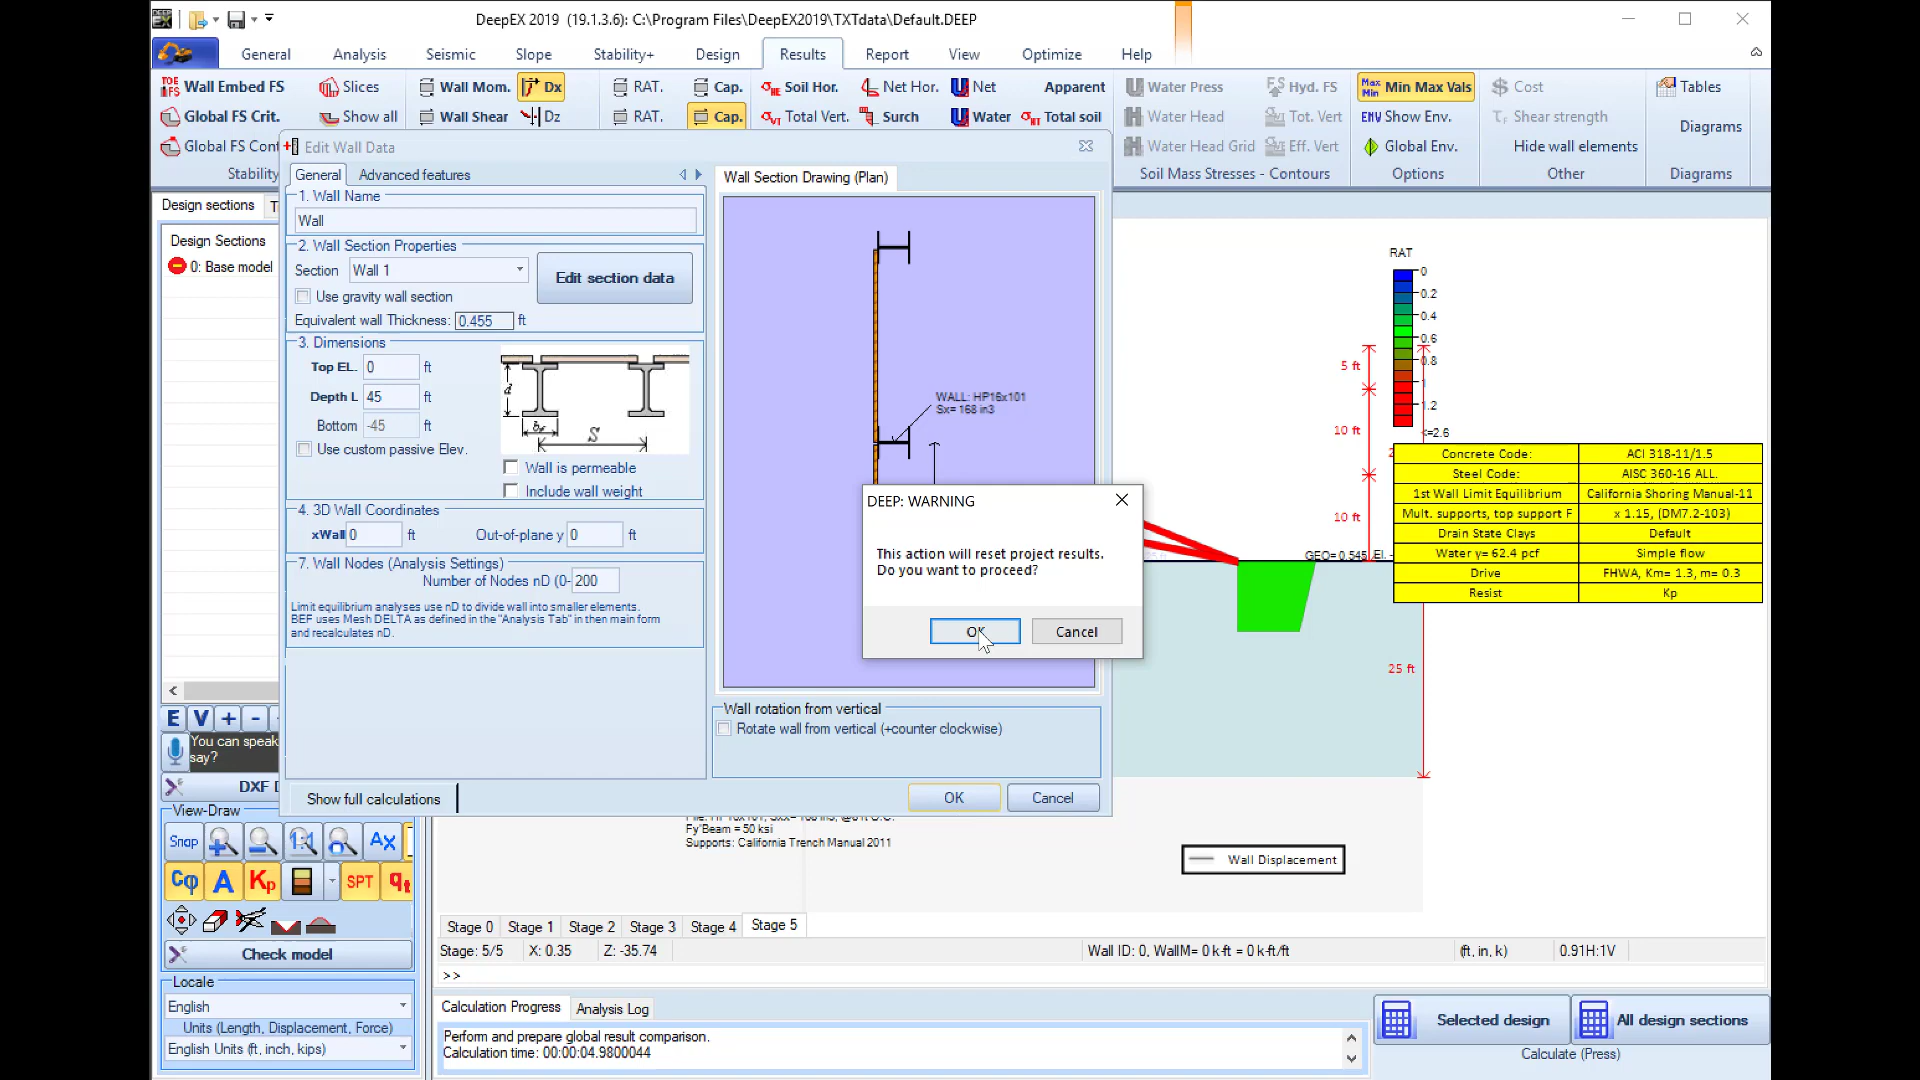 DeepEX 2019 (19.1.3.6): C:\Program Files\DeepEX2019\TXTdata\Default.DEEP
General Analysis Seismic Slope Stability+ Design Results Report View Optimize Help
TOE FS Wall Embed FS Slices Wall Mom. Dx RAT. Cap. Soil Hor. Net Hor. Net Apparent Water Press Hyd. FS Max Min Min Max Vals Cost Tables
Global FS Crit. Show all Wall Shear Dz RAT. Cap. Total Vert. Surch Water Total soil Water Head Tot. Vert ENV Show Env. Shear strength Diagrams
Global FS Cont Water Head Grid Eff. Vert Global Env. Hide wall elements
Stability Soil Mass Stresses - Contours Options Other Diagrams
Edit Wall Data
General Advanced features
Wall Section Drawing (Plan)
1. Wall Name
Wall
2. Wall Section Properties
Section Wall 1
Edit section data
Use gravity wall section
Equivalent wall Thickness: 0.455 ft
3. Dimensions
Top EL. 0 ft
Depth L 45 ft
Bottom -45 ft
Use custom passive Elev.
d
bf
S
Wall is permeable
Include wall weight
4. 3D Wall Coordinates
xWall 0 ft Out-of-plane y 0 ft
7. Wall Nodes (Analysis Settings)
Number of Nodes nD (0- 200
Limit equilibrium analyses use nD to divide wall into smaller elements.
BEF uses Mesh DELTA as defined in the "Analysis Tab" in then main form
and recalculates nD.
WALL: HP16x101
Sx= 168 in3
Wall rotation from vertical
Rotate wall from vertical (+counter clockwise)
Show full calculations
OK Cancel
DEEP: WARNING
This action will reset project results.
Do you want to proceed?
OK Cancel
Design sections
Design Sections
0: Base model
E V + -
You can speak
say?
DXF
View-Draw
Snap
1:1
AX
Cφ A Kp SPT qt
Check model
Locale
English
Units (Length, Displacement, Force)
English Units (ft, inch, kips)
RAT
0
0.2
0.4
0.6
0.8
1
1.2
<=2.6
5 ft
10 ft
10 ft
25 ft
GEO= 0.545
El.
Concrete Code: ACI 318-11/1.5
Steel Code: AISC 360-16 ALL.
1st Wall Limit Equilibrium California Shoring Manual-11
Mult. supports, top support F x 1.15, (DM7.2-103)
Drain State Clays Default
Water γ= 62.4 pcf Simple flow
Drive FHWA, Km= 1.3, m= 0.3
Resist Kp
Fy'Beam = 50 ksi
Supports: California Trench Manual 2011
Wall Displacement
Stage 0 Stage 1 Stage 2 Stage 3 Stage 4 Stage 5
Stage: 5/5 X: 0.35 Z: -35.74 Wall ID: 0, WallM= 0 k-ft = 0 k-ft/ft (ft, in, k) 0.91H:1V
>>
Calculation Progress Analysis Log
Perform and prepare global result comparison.
Calculation time: 00:00:04.9800044
Selected design All design sections
Calculate (Press)